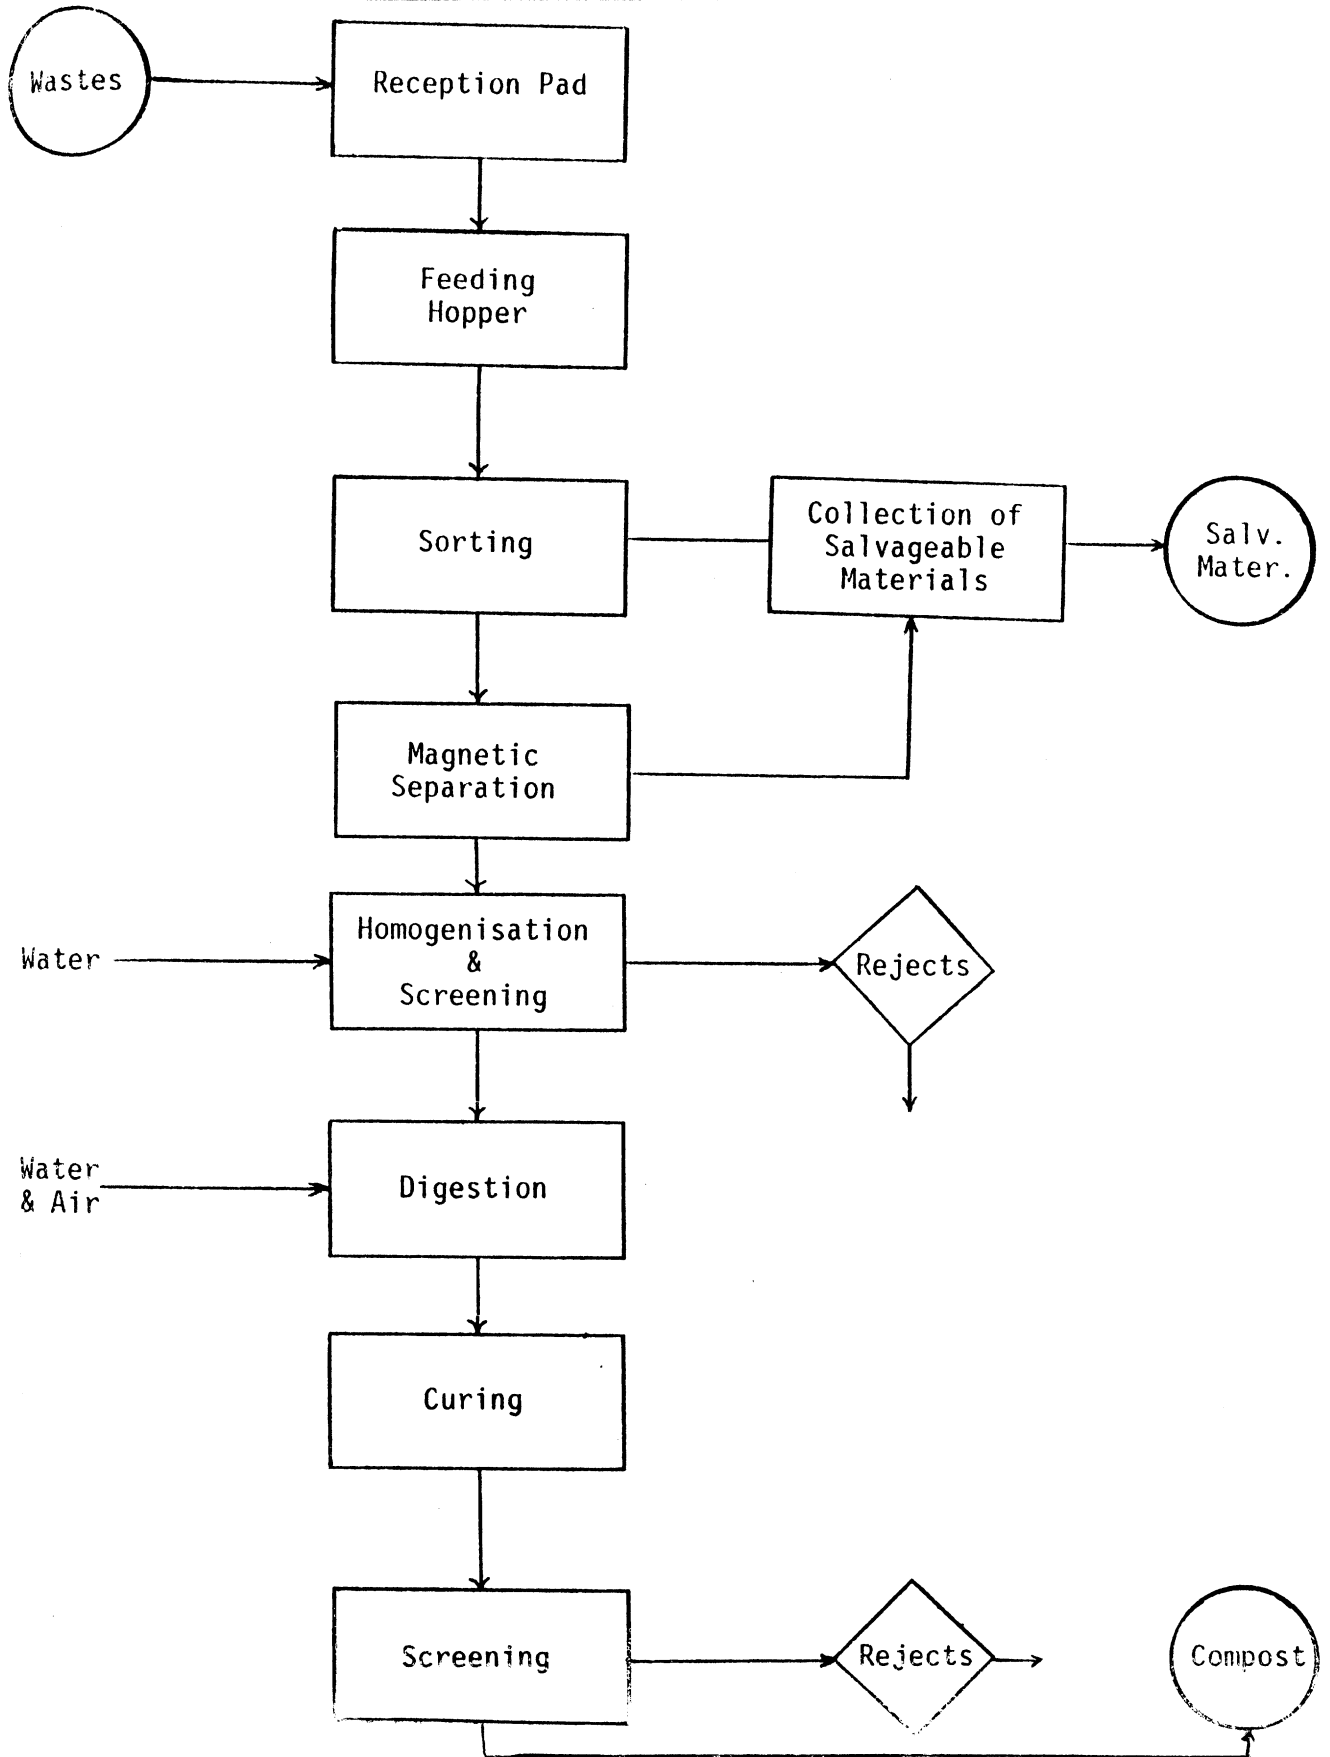 Wastes
Reception Pad
Feeding
Hopper
Sorting
Collection of
Salvageable
Materials
Salv.
Mater.
Magnetic
Separation
Water
Homogenisation
&
Screening
Rejects
Water
& Air
Digestion
Curing
Screening
Rejects
Compost